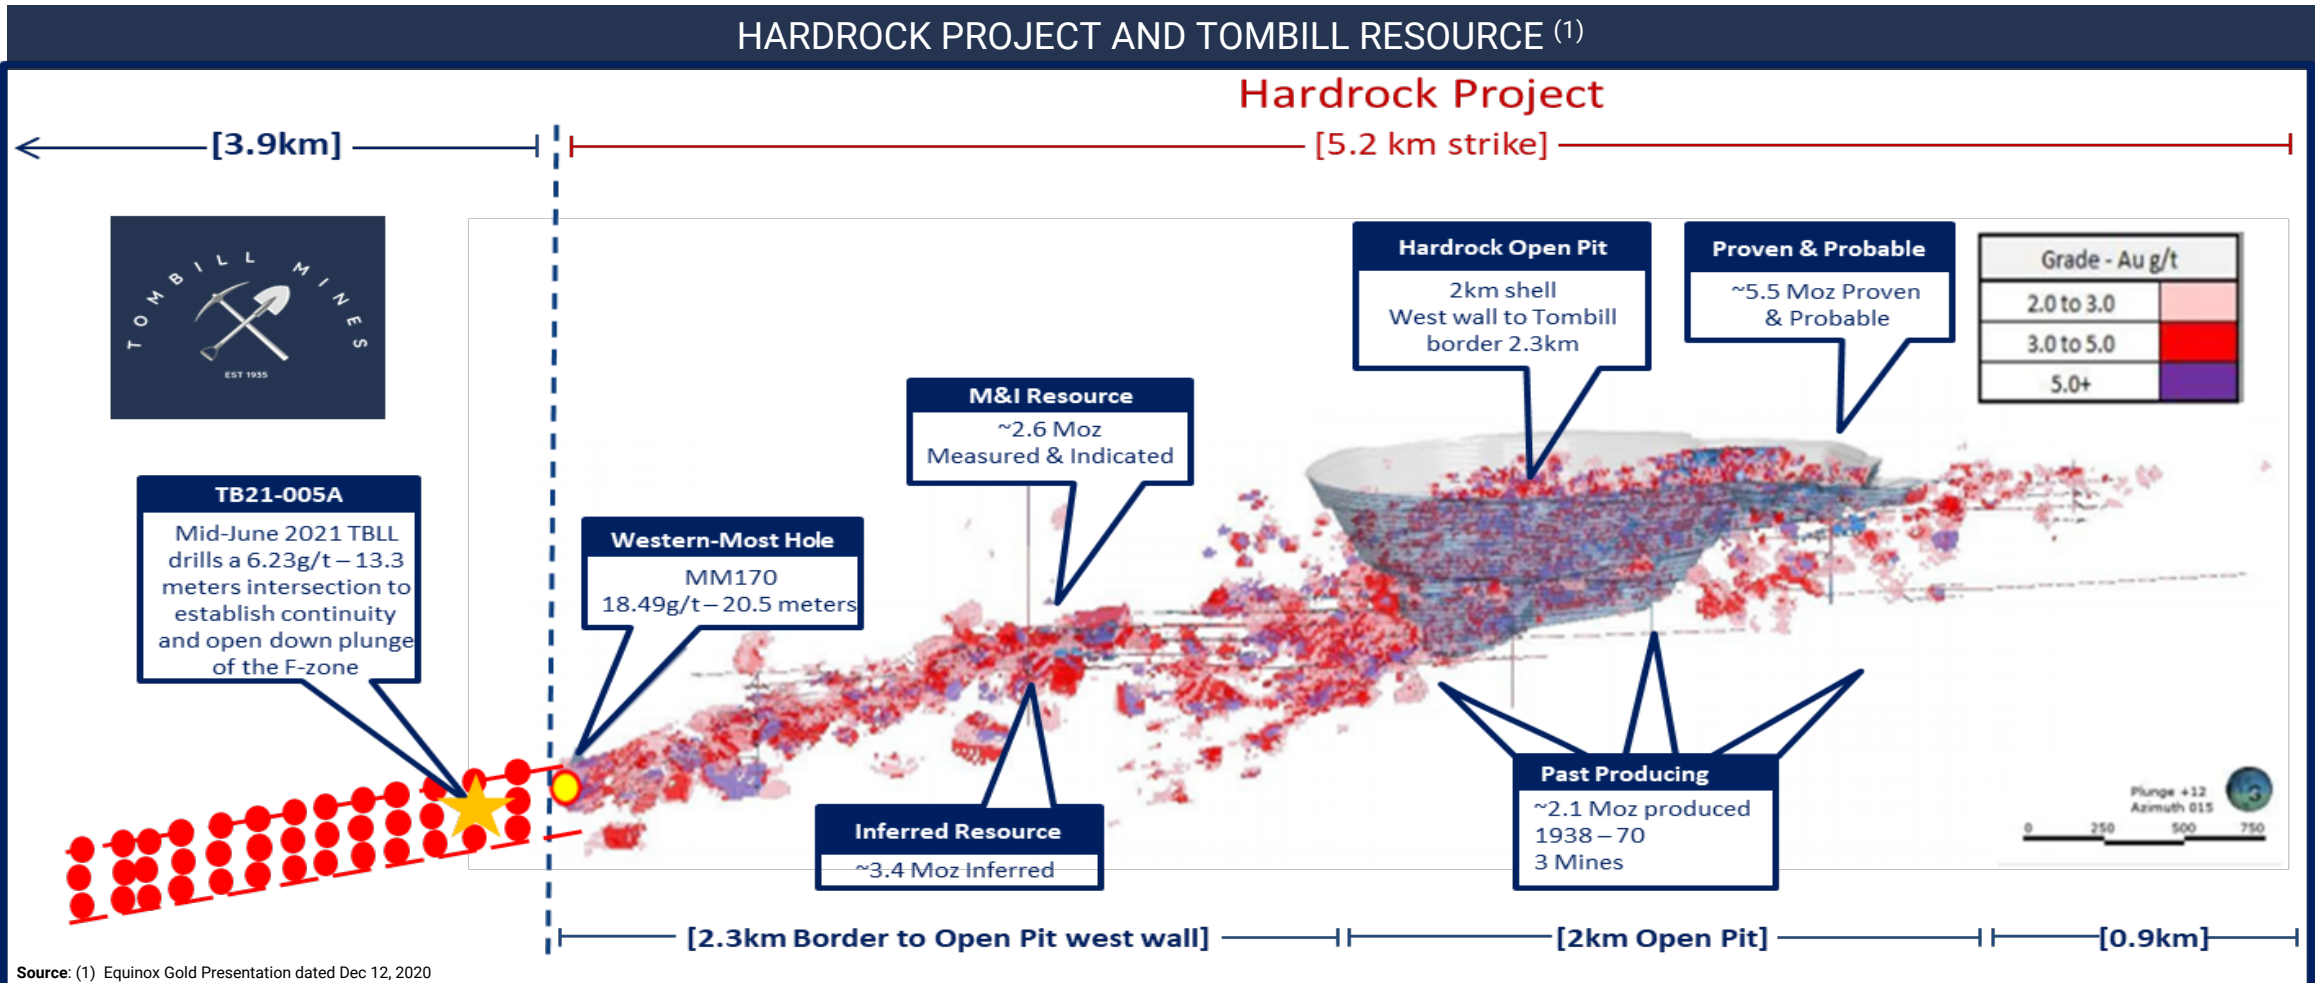 HARDROCK PROJECT AND TOMBILL RESOURCE (1)
Hardrock Project
[3.9km]
[5.2 km strike]
TOMBILL MINES
EST 1935
Hardrock Open Pit
2km shell
West wall to Tombill
border 2.3km
Proven & Probable
~5.5 Moz Proven
& Probable
Grade - Au g/t
2.0 to 3.0
3.0 to 5.0
5.0+
M&I Resource
~2.6 Moz
Measured & Indicated
TB21-005A
Mid-June 2021 TBLL
drills a 6.23g/t – 13.3
meters intersection to
establish continuity
and open down plunge
of the F-zone
Western-Most Hole
MM170
18.49g/t – 20.5 meters
Inferred Resource
~3.4 Moz Inferred
Past Producing
~2.1 Moz produced
1938 – 70
3 Mines
Plunge +12
Azimuth 015
0 250 500 750
[2.3km Border to Open Pit west wall]
[2km Open Pit]
[0.9km]
Source: (1) Equinox Gold Presentation dated Dec 12, 2020